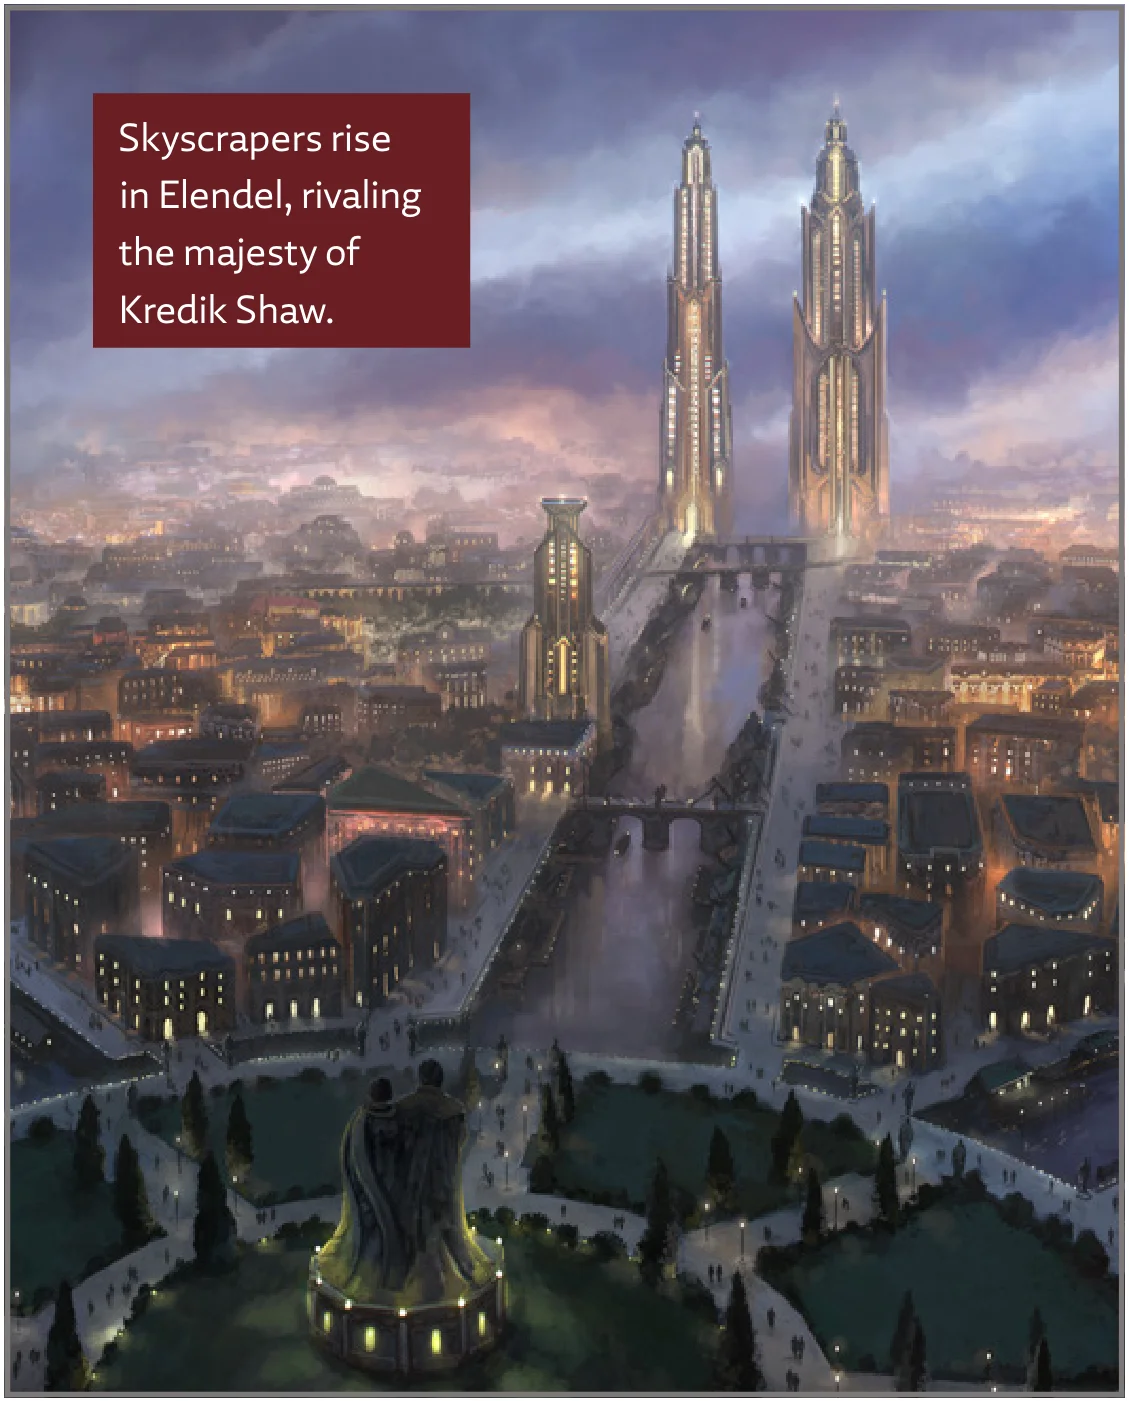 Skyscrapers rise
in Elendel, rivaling
the majesty of
Kredik Shaw.